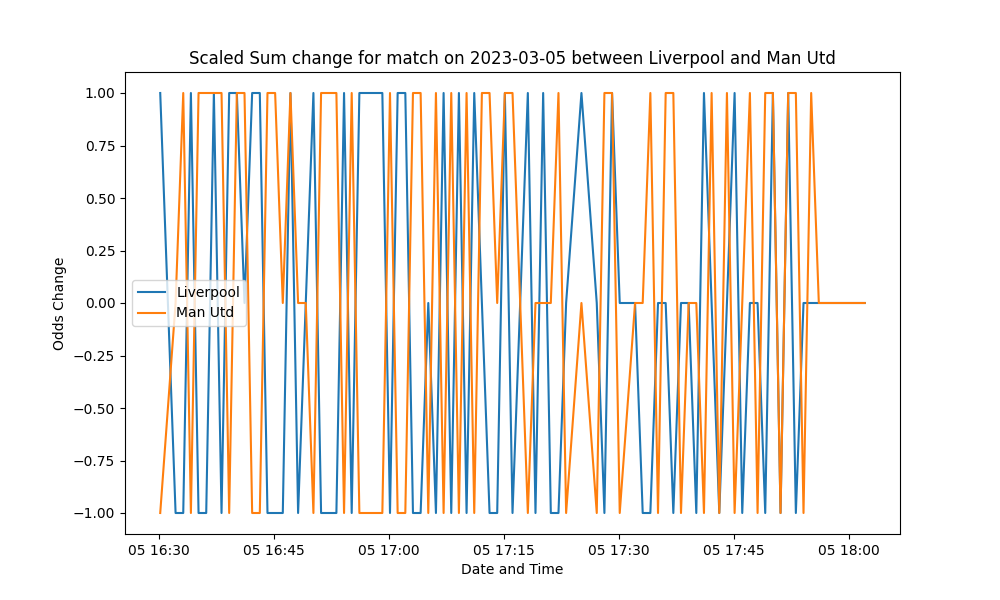 Scaled Sum change for match on 2023-03-05 between Liverpool and Man Utd
1.00
0.75
0.50
0.25
0.00
−0.25
−0.50
−0.75
−1.00
Odds Change
Liverpool
Man Utd
05 16:30 05 16:45 05 17:00 05 17:15 05 17:30 05 17:45 05 18:00
Date and Time